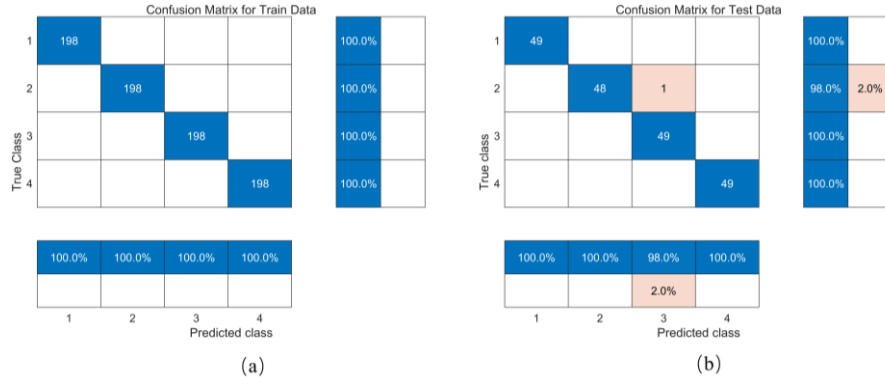 Confusion Matrix for Train Data
1 198 100.0%
2 198 100.0%
3 198 100.0%
4 198 100.0%
True Class
100.0% 100.0% 100.0% 100.0%
1 2 3 4
Predicted class
(a)
Confusion Matrix for Test Data
1 49 100.0%
2 48 1 98.0% 2.0%
3 49 100.0%
4 49 100.0%
True class
100.0% 100.0% 98.0% 100.0%
2.0%
1 2 3 4
Predicted class
(b)